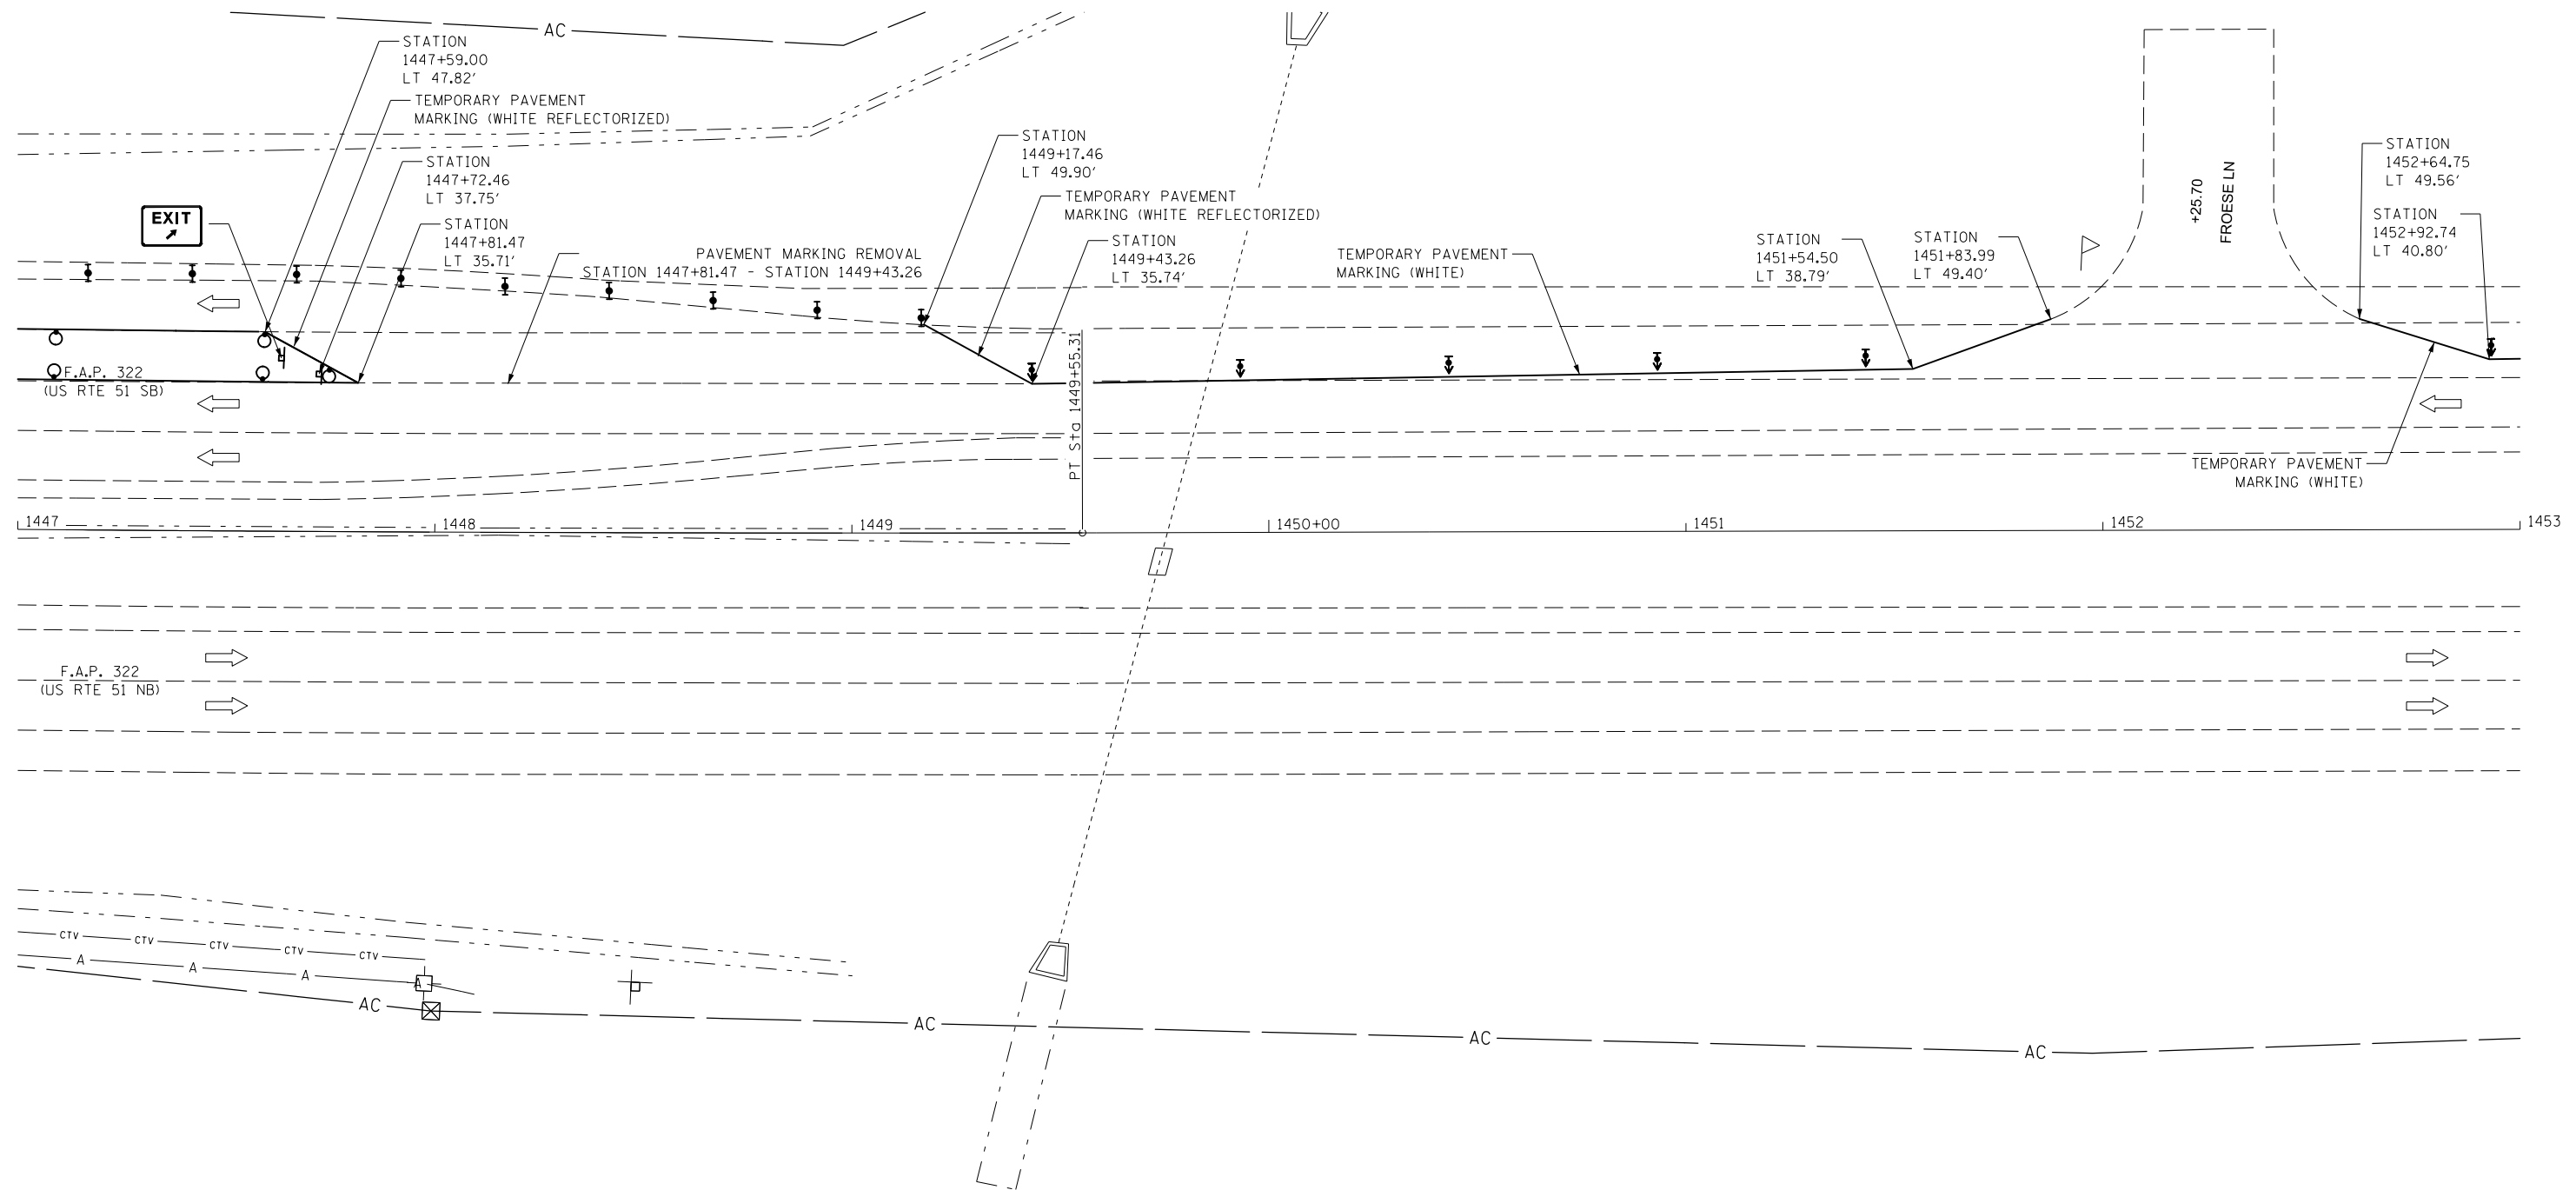 AC
STATION
1447+59.00
LT 47.82'
TEMPORARY PAVEMENT
MARKING (WHITE REFLECTORIZED)
STATION
1447+72.46
LT 37.75'
EXIT
STATION
1447+81.47
LT 35.71'
PAVEMENT MARKING REMOVAL
STATION 1447+81.47 - STATION 1449+43.26
STATION
1449+17.46
LT 49.90'
TEMPORARY PAVEMENT
MARKING (WHITE REFLECTORIZED)
STATION
1449+43.26
LT 35.74'
TEMPORARY PAVEMENT
MARKING (WHITE)
STATION
1451+54.50
LT 38.79'
STATION
1451+83.99
LT 49.40'
+25.70
FROESE LN
STATION
1452+64.75
LT 49.56'
STATION
1452+92.74
LT 40.80'
F.A.P. 322
(US RTE 51 SB)
PT Sta 1449+55.31
TEMPORARY PAVEMENT
MARKING (WHITE)
1447
1448
1449
1450+00
1451
1452
1453
F.A.P. 322
(US RTE 51 NB)
CTV
CTV
CTV
CTV
CTV
A
A
A
A
AC
AC
AC
AC